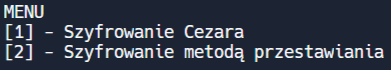 MENU
[1] - Szyfrowanie Cezara
[2] - Szyfrowanie metodą przestawiania